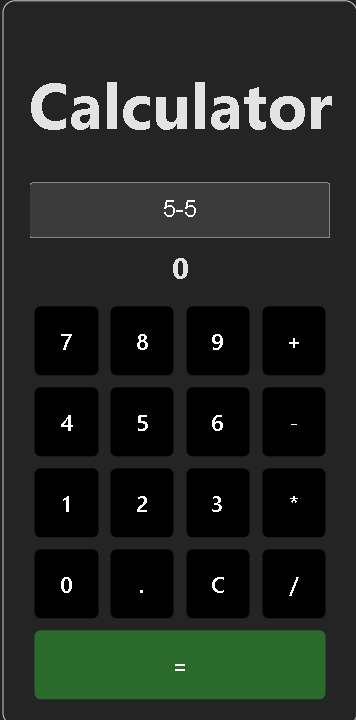 Calculator
5-5
0
7 8 9 +
4 5 6 -
1 2 3 *
0 . C /
=